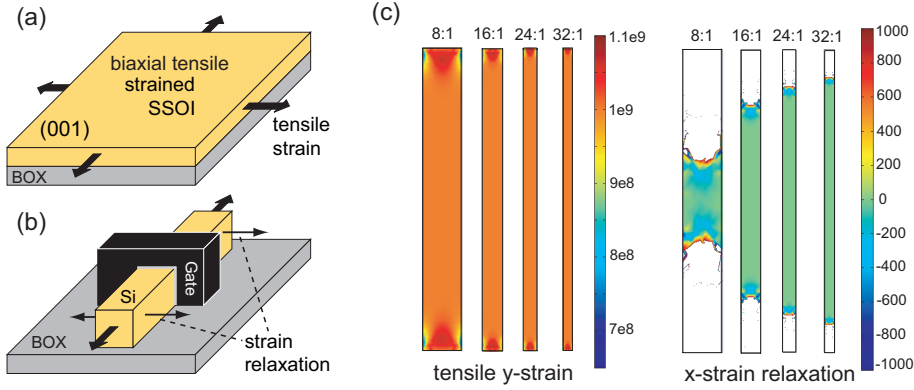 (a)
biaxial tensile
strained
SSOI
(001)
tensile
strain
BOX
(b)
Gate
Si
BOX
strain
relaxation
(c)
8:1 16:1 24:1 32:1
1.1e9
1e9
9e8
8e8
7e8
tensile y-strain
8:1 16:1 24:1 32:1
1000
800
600
400
200
0
-200
-400
-600
-800
-1000
x-strain relaxation